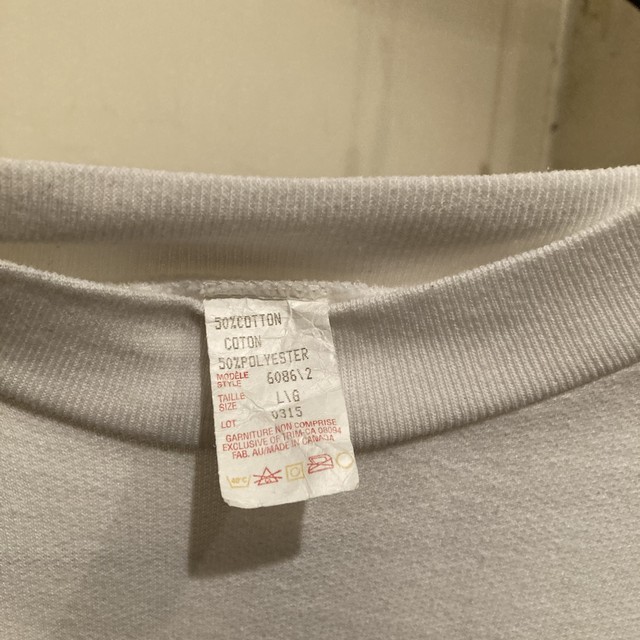 50%COTTON
COTON
50%POLYESTER
MODÈLE
STYLE 6086\2
TAILLE
SIZE L\G
LOT. 0315
GARNITURE NON COMPRISE
EXCLUSIVE OF TRIM-CA 08094
FAB. AU/MADE IN CANADA